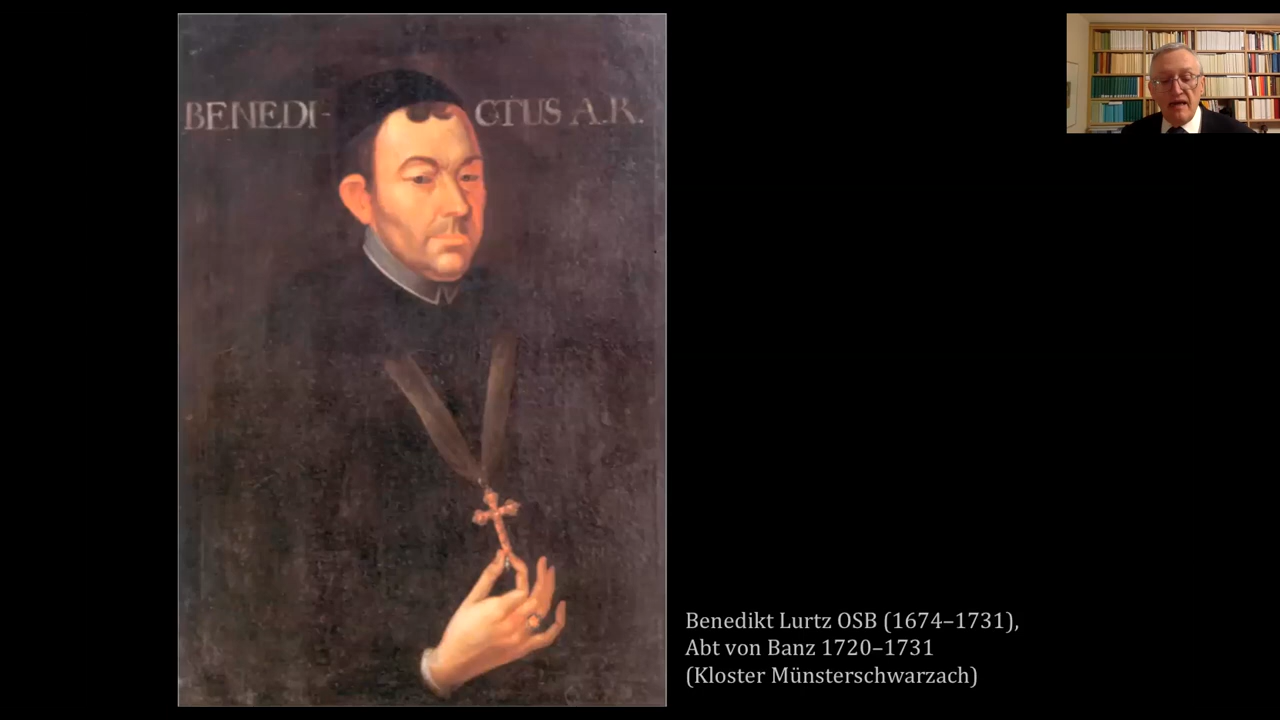 BENEDI- CTUS A.R.
Benedikt Lurtz OSB (1674–1731),
Abt von Banz 1720–1731
(Kloster Münsterschwarzach)